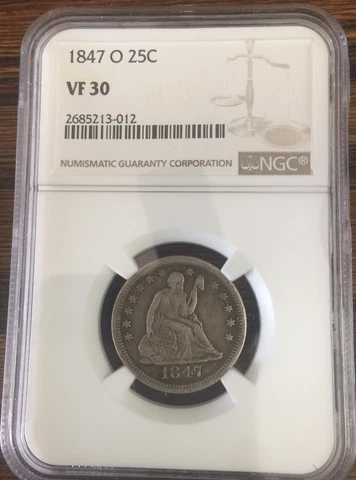 1847 O 25C
VF 30
2685213-012
NUMISMATIC GUARANTY CORPORATION NGC®
1847